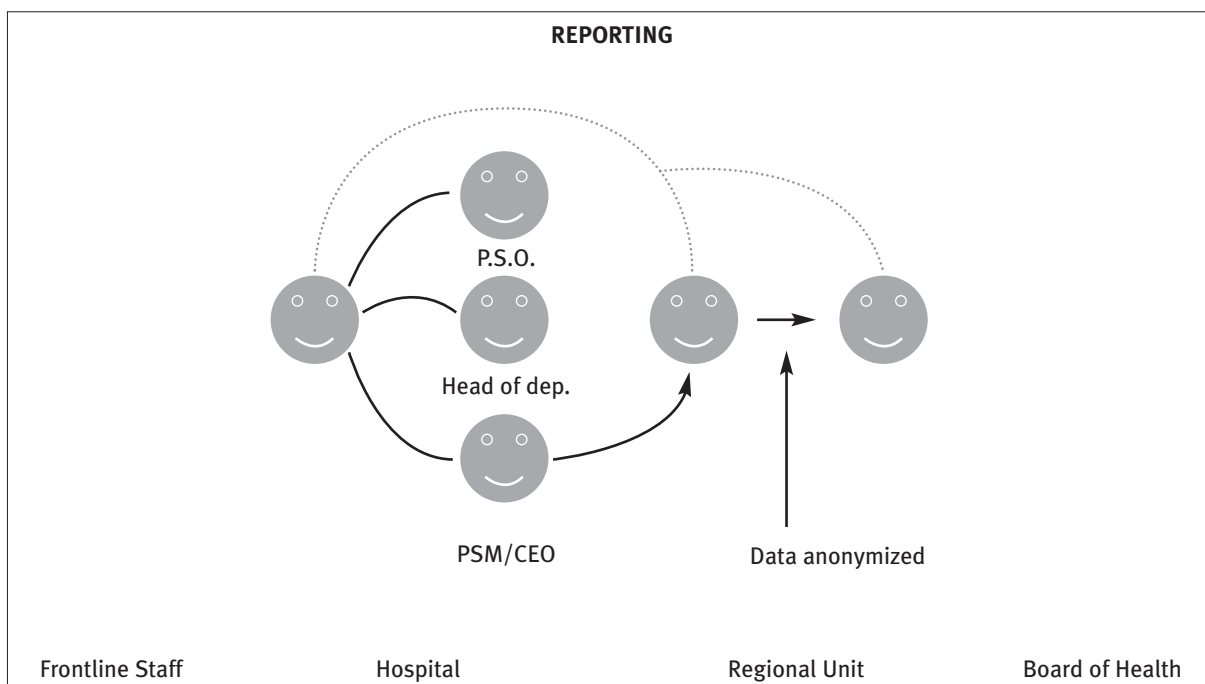 REPORTING
P.S.O.
Head of dep.
PSM/CEO
Data anonymized
Frontline Staff
Hospital
Regional Unit
Board of Health